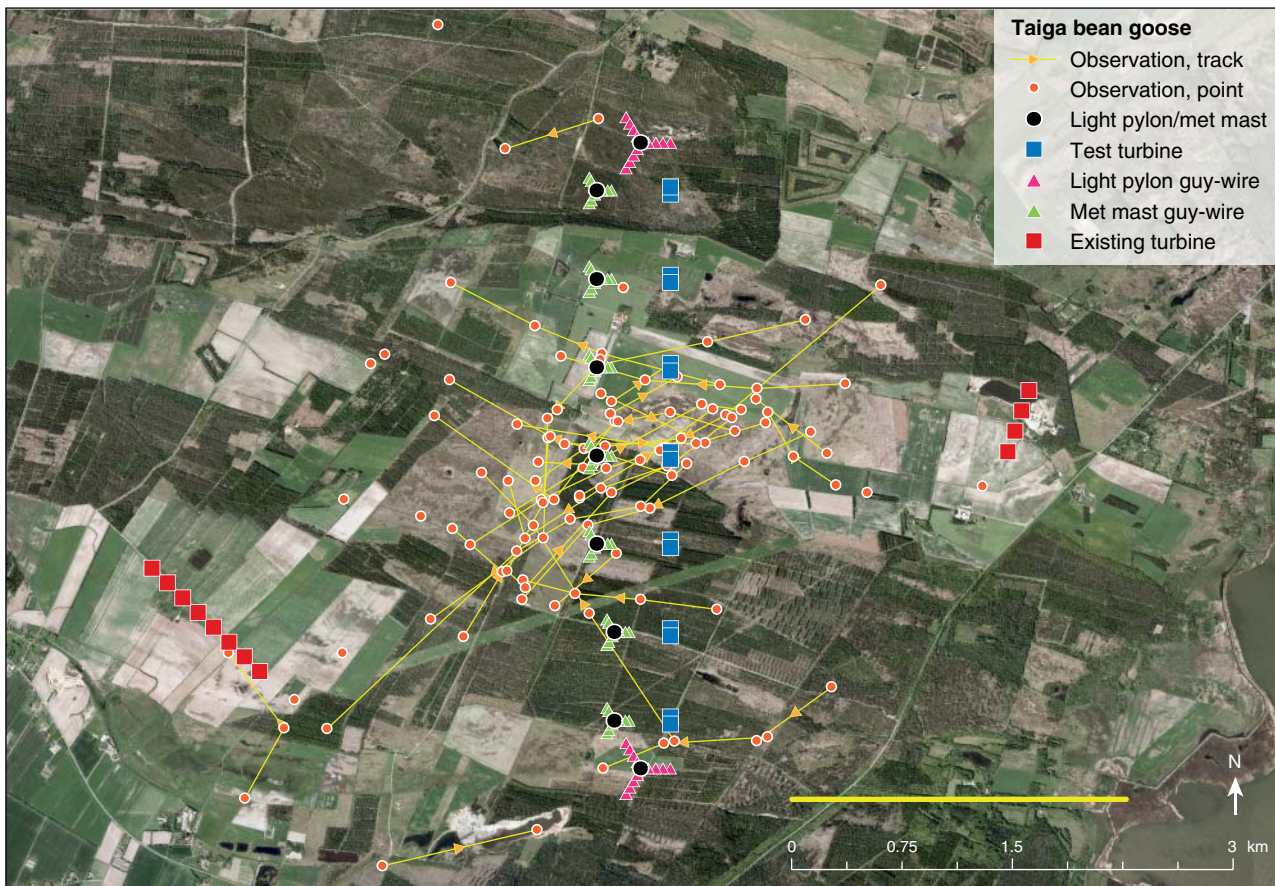 Taiga bean goose
Observation, track
Observation, point
Light pylon/met mast
Test turbine
Light pylon guy-wire
Met mast guy-wire
Existing turbine
N
0 0.75 1.5 3 km